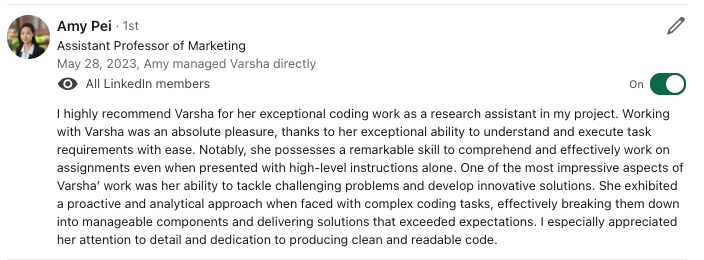 Amy Pei · 1st
Assistant Professor of Marketing
May 28, 2023, Amy managed Varsha directly
All LinkedIn members
On
I highly recommend Varsha for her exceptional coding work as a research assistant in my project. Working
with Varsha was an absolute pleasure, thanks to her exceptional ability to understand and execute task
requirements with ease. Notably, she possesses a remarkable skill to comprehend and effectively work on
assignments even when presented with high-level instructions alone. One of the most impressive aspects of
Varsha’ work was her ability to tackle challenging problems and develop innovative solutions. She exhibited
a proactive and analytical approach when faced with complex coding tasks, effectively breaking them down
into manageable components and delivering solutions that exceeded expectations. I especially appreciated
her attention to detail and dedication to producing clean and readable code.